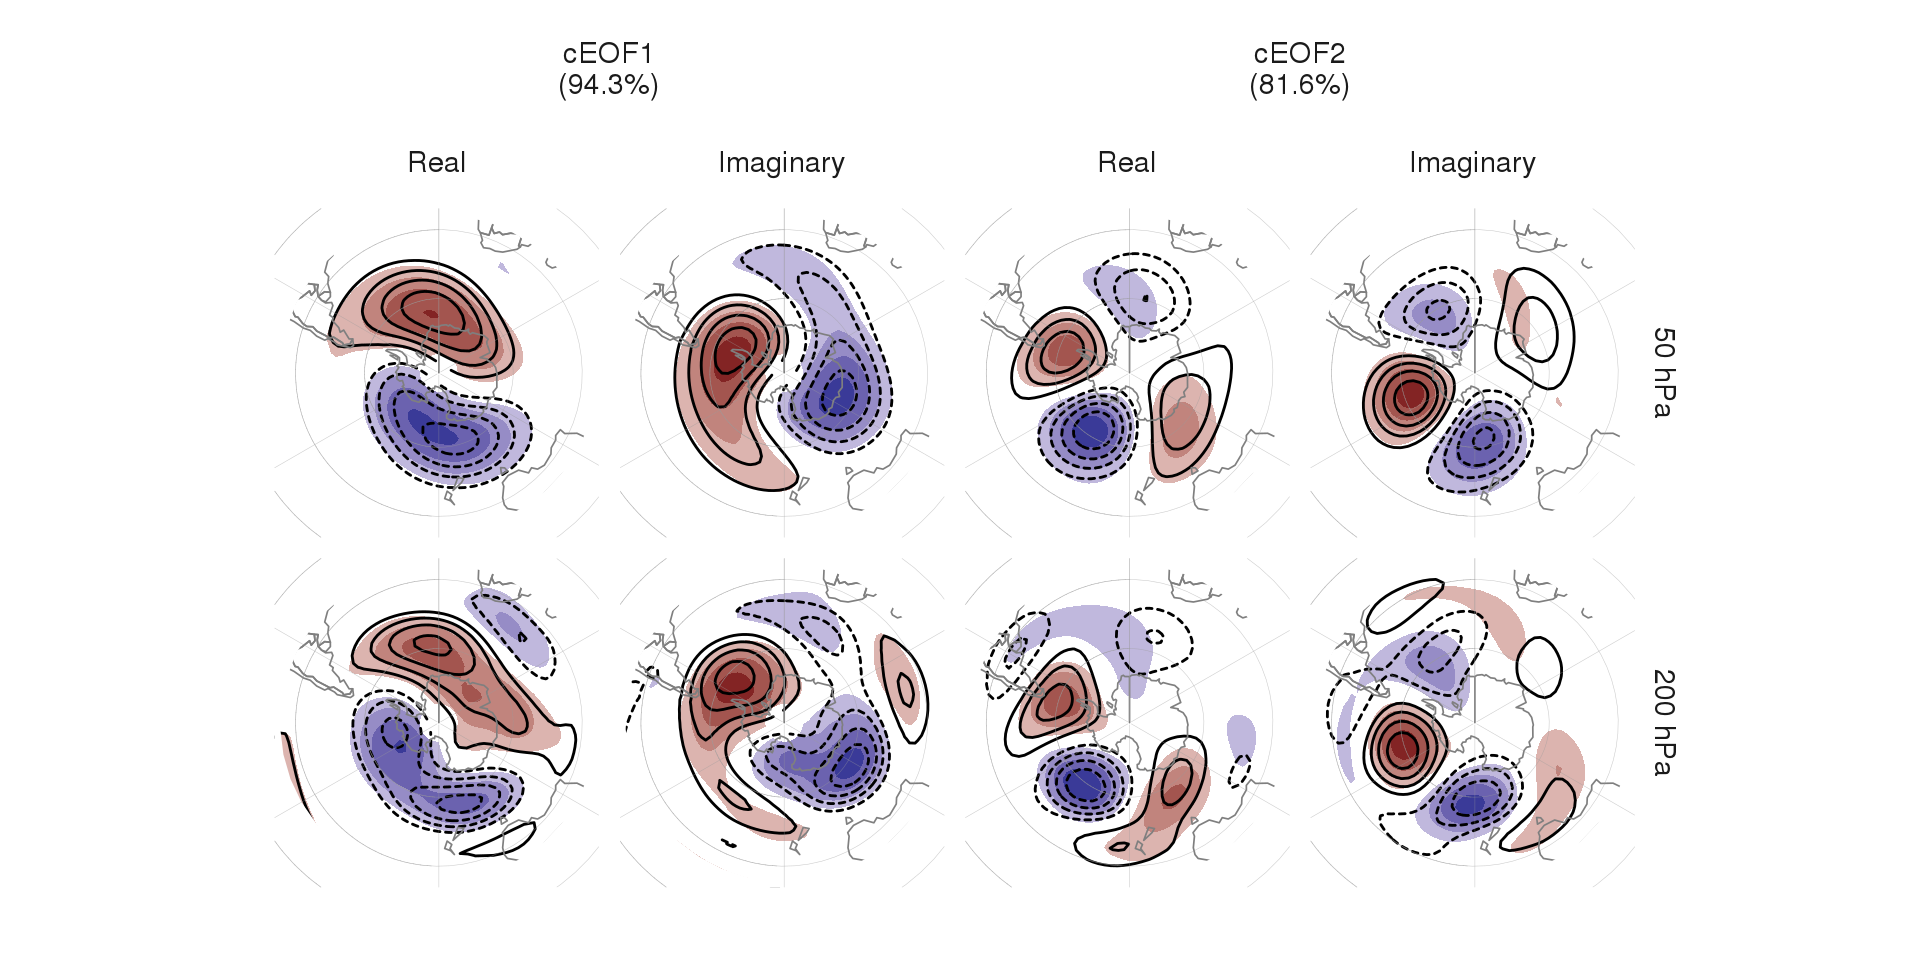 cEOF1
(94.3%)
cEOF2
(81.6%)
Real
Imaginary
Real
Imaginary
50 hPa
200 hPa